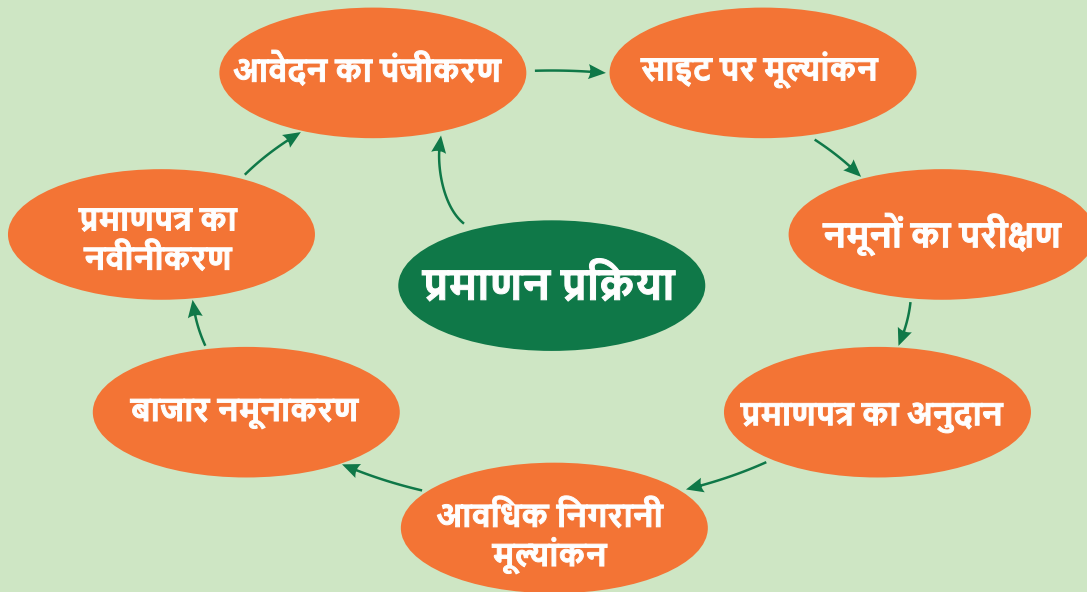 आवेदन का पंजीकरण
साइट पर मूल्यांकन
नमूनों का परीक्षण
प्रमाणपत्र का अनुदान
आवधिक निगरानी
मूल्यांकन
बाजार नमूनाकरण
प्रमाणपत्र का
नवीनीकरण
प्रमाणन प्रक्रिया